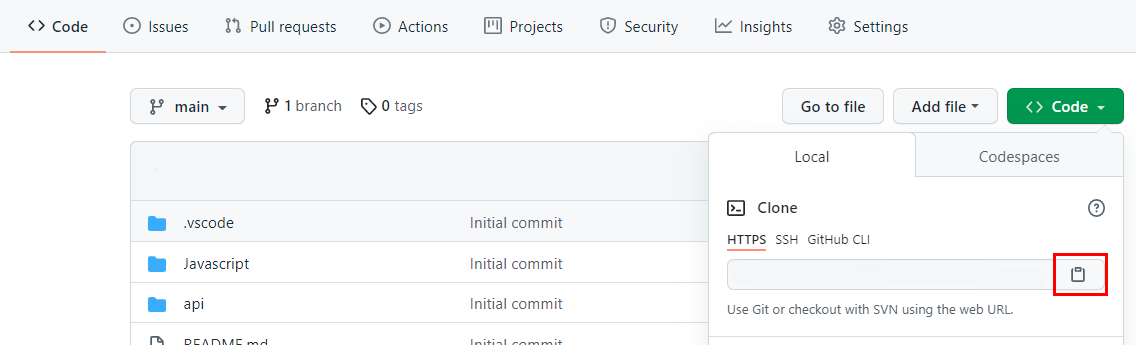 Code Issues Pull requests Actions Projects Security Insights Settings
main 1 branch 0 tags Go to file Add file Code
Local Codespaces
Clone
.vscode Initial commit
HTTPS SSH GitHub CLI
Javascript Initial commit
api Initial commit
Use Git or checkout with SVN using the web URL.
README.md